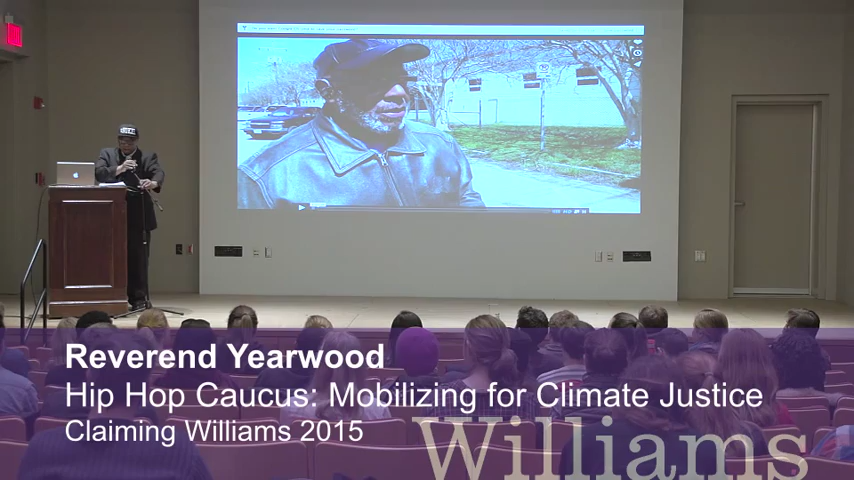 Reverend Yearwood
Hip Hop Caucus: Mobilizing for Climate Justice
Claiming Williams 2015
Williams